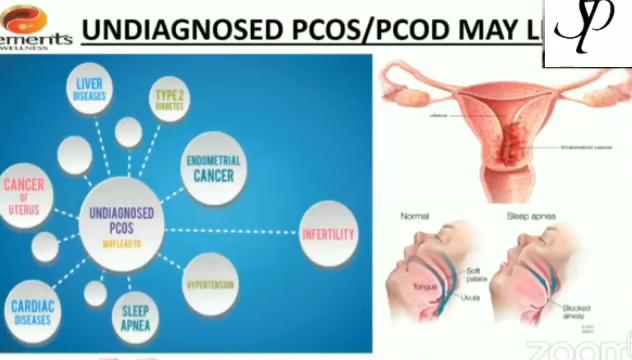 ements
WELLNESS
UNDIAGNOSED PCOS/PCOD MAY L
SP
LIVER
DISEASES
TYPE 2
DIABETES
ENDOMETRIAL
CANCER
CANCER
OF
UTERUS
UNDIAGNOSED
PCOS
MAY LEAD TO
INFERTILITY
HYPERTENSION
CARDIAC
DISEASES
SLEEP
APNEA
Uterus
Endometrial cancer
Normal
Sleep apnea
Soft
palate
Tongue
Uvula
Blocked
airway
zoom